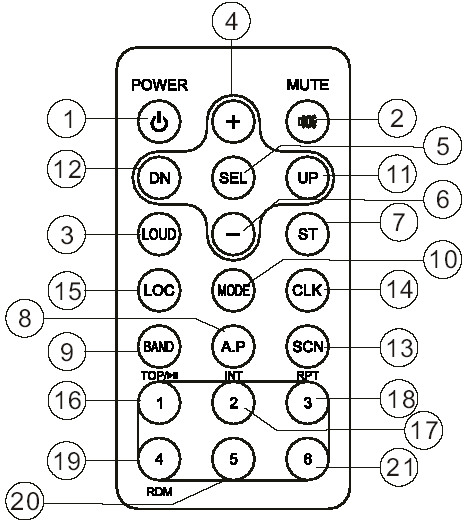 4
POWER MUTE
1 + 2
5
12 DN SEL UP 11
6
3 LOUD - ST 7
10
15 LOC MODE CLK 14
8
9 BAND A.P SCN 13
TOP/⏯ INT RPT
16 1 2 3 18
17
19 4 5 6 21
RDM
20